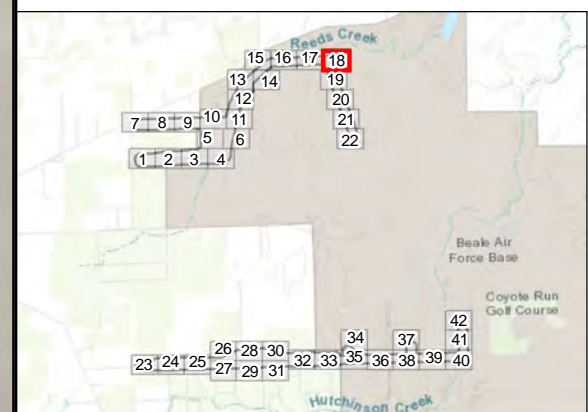 Reeds Creek
15 16 17 18
13 14 19
12 20
7 8 9 10 11 21
5 6 22
1 2 3 4
Beale Air
Force Base
Coyote Run
Golf Course
42
34 37 41
26 28 30
23 24 25 32 33 35 36 38 39 40
27 29 31
Hutchinson Creek